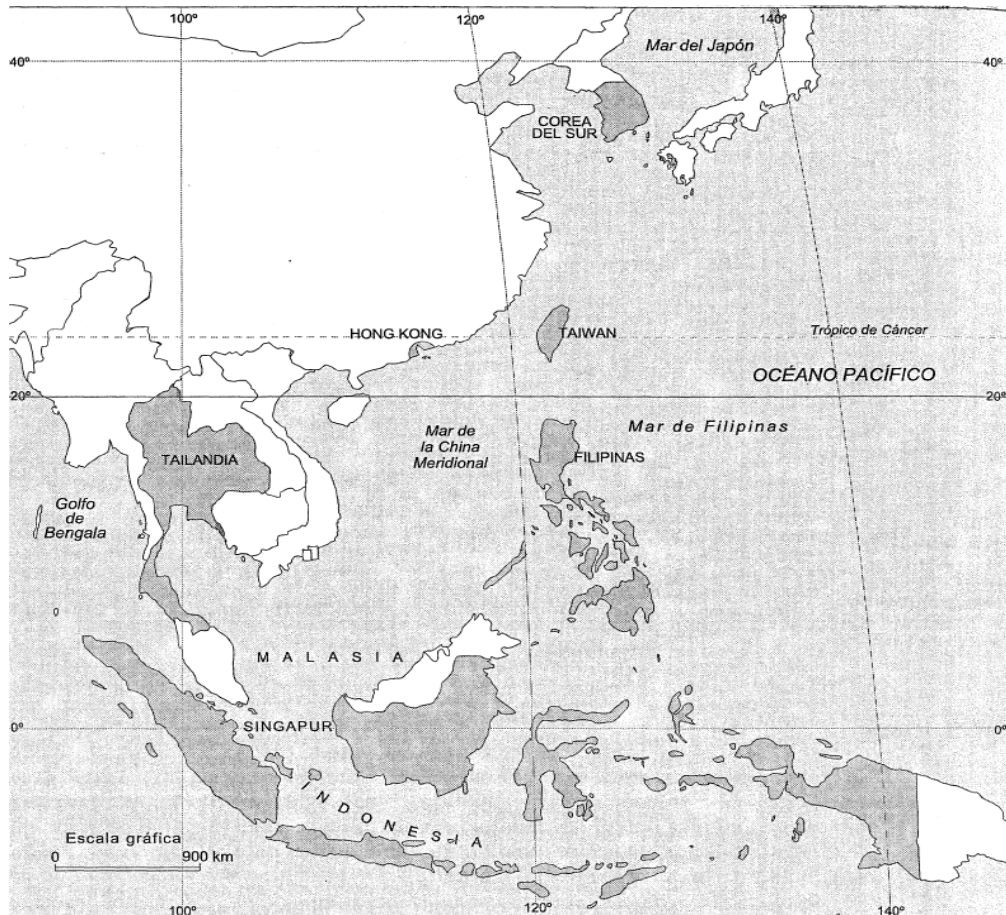 100º
120º
140º
Mar del Japón
40º
40º
COREA
DEL SUR
HONG KONG
TAIWAN
Trópico de Cáncer
OCÉANO PACÍFICO
20º
20º
Mar de
la China
Meridional
Mar de Filipinas
FILIPINAS
TAILANDIA
Golfo
de
Bengala
MALASIA
SINGAPUR
0º
0º
INDONESIA
Escala gráfica
0 900 km
100º
120º
140º